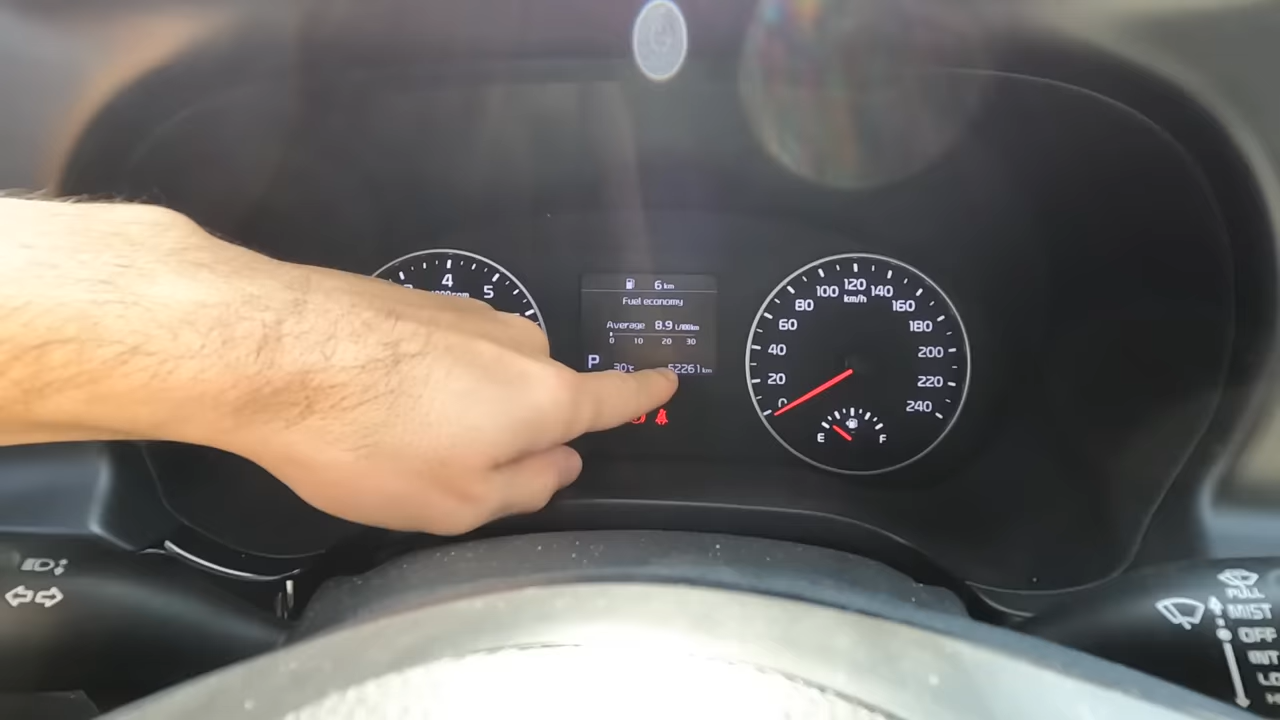 4
5
6 km
Fuel economy
Average 8.9 L/100km
0 10 20 30
P 30°C 52261 km
0
20
40
60
80
100
120
140
160
180
200
220
240
km/h
E F
PULL
MIST
OFF
INT